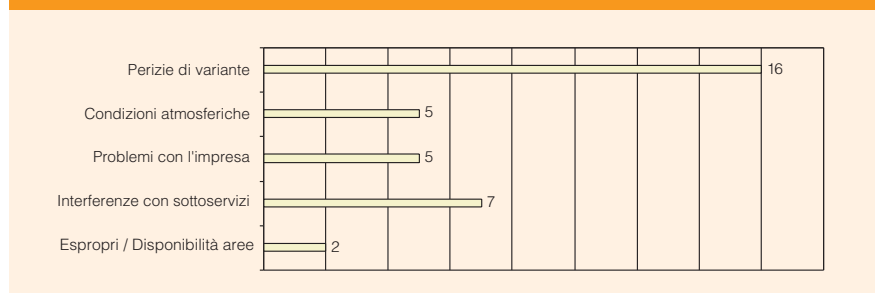 Perizie di variante 16
Condizioni atmosferiche 5
Problemi con l'impresa 5
Interferenze con sottoservizi 7
Espropri / Disponibilità aree 2